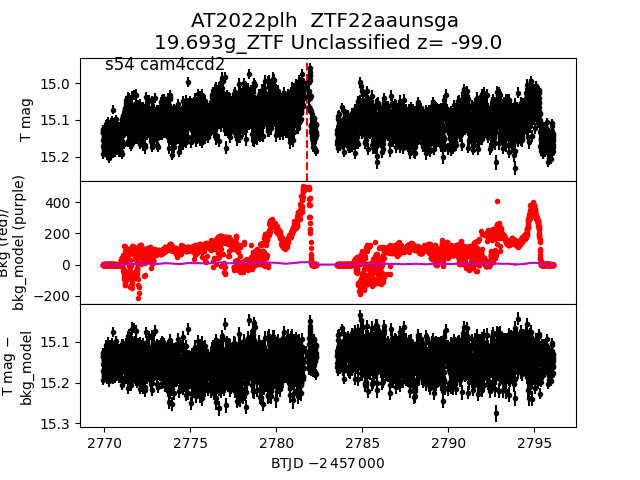 AT2022plh  ZTF22aaunsga
19.693g_ZTF Unclassified z= -99.0
s54 cam4ccd2
15.0
15.1
15.2
T mag
400
200
0
−200
Bkg (red)/
bkg_model (purple)
15.1
15.2
15.3
T mag −
bkg_model
2770
2775
2780
2785
2790
2795
BTJD −2 457 000